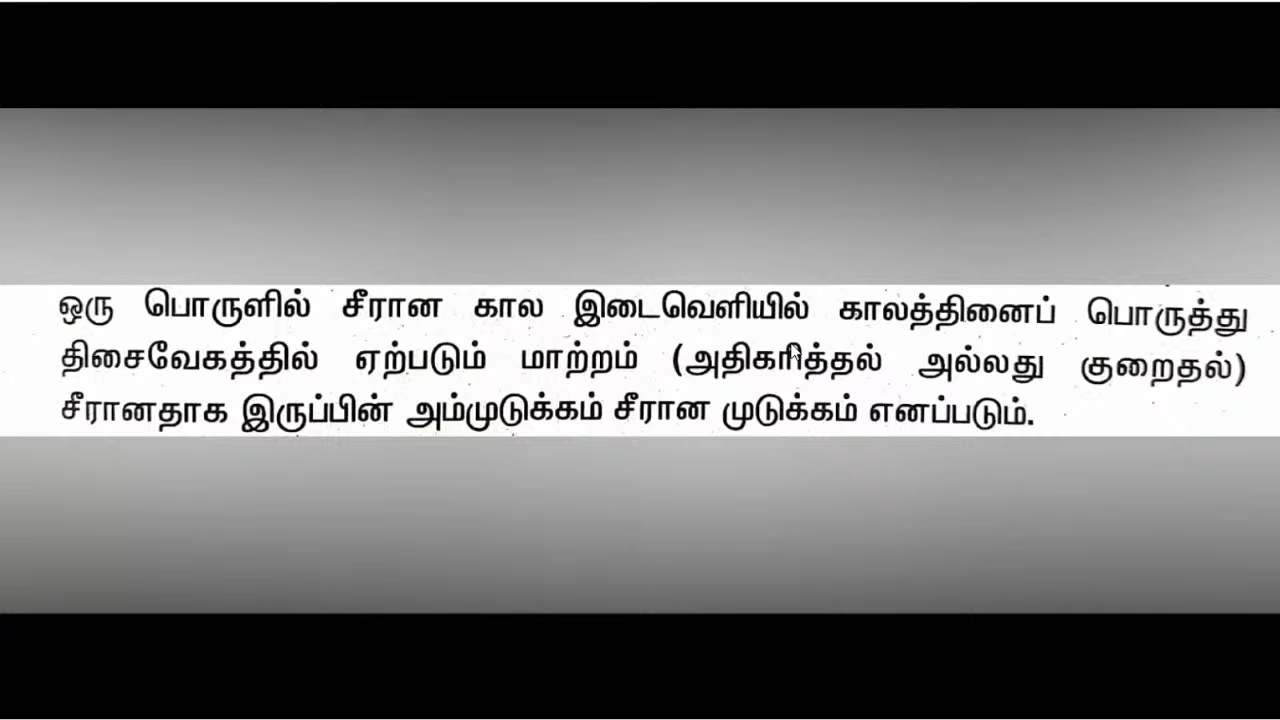 ஒரு பொருளில் சீரான கால இடைவெளியில் காலத்தினைப் பொருத்து
திசைவேகத்தில் ஏற்படும் மாற்றம் (அதிகரித்தல் அல்லது குறைதல்)
சீரானதாக இருப்பின் அம்முடுக்கம் சீரான முடுக்கம் எனப்படும்.